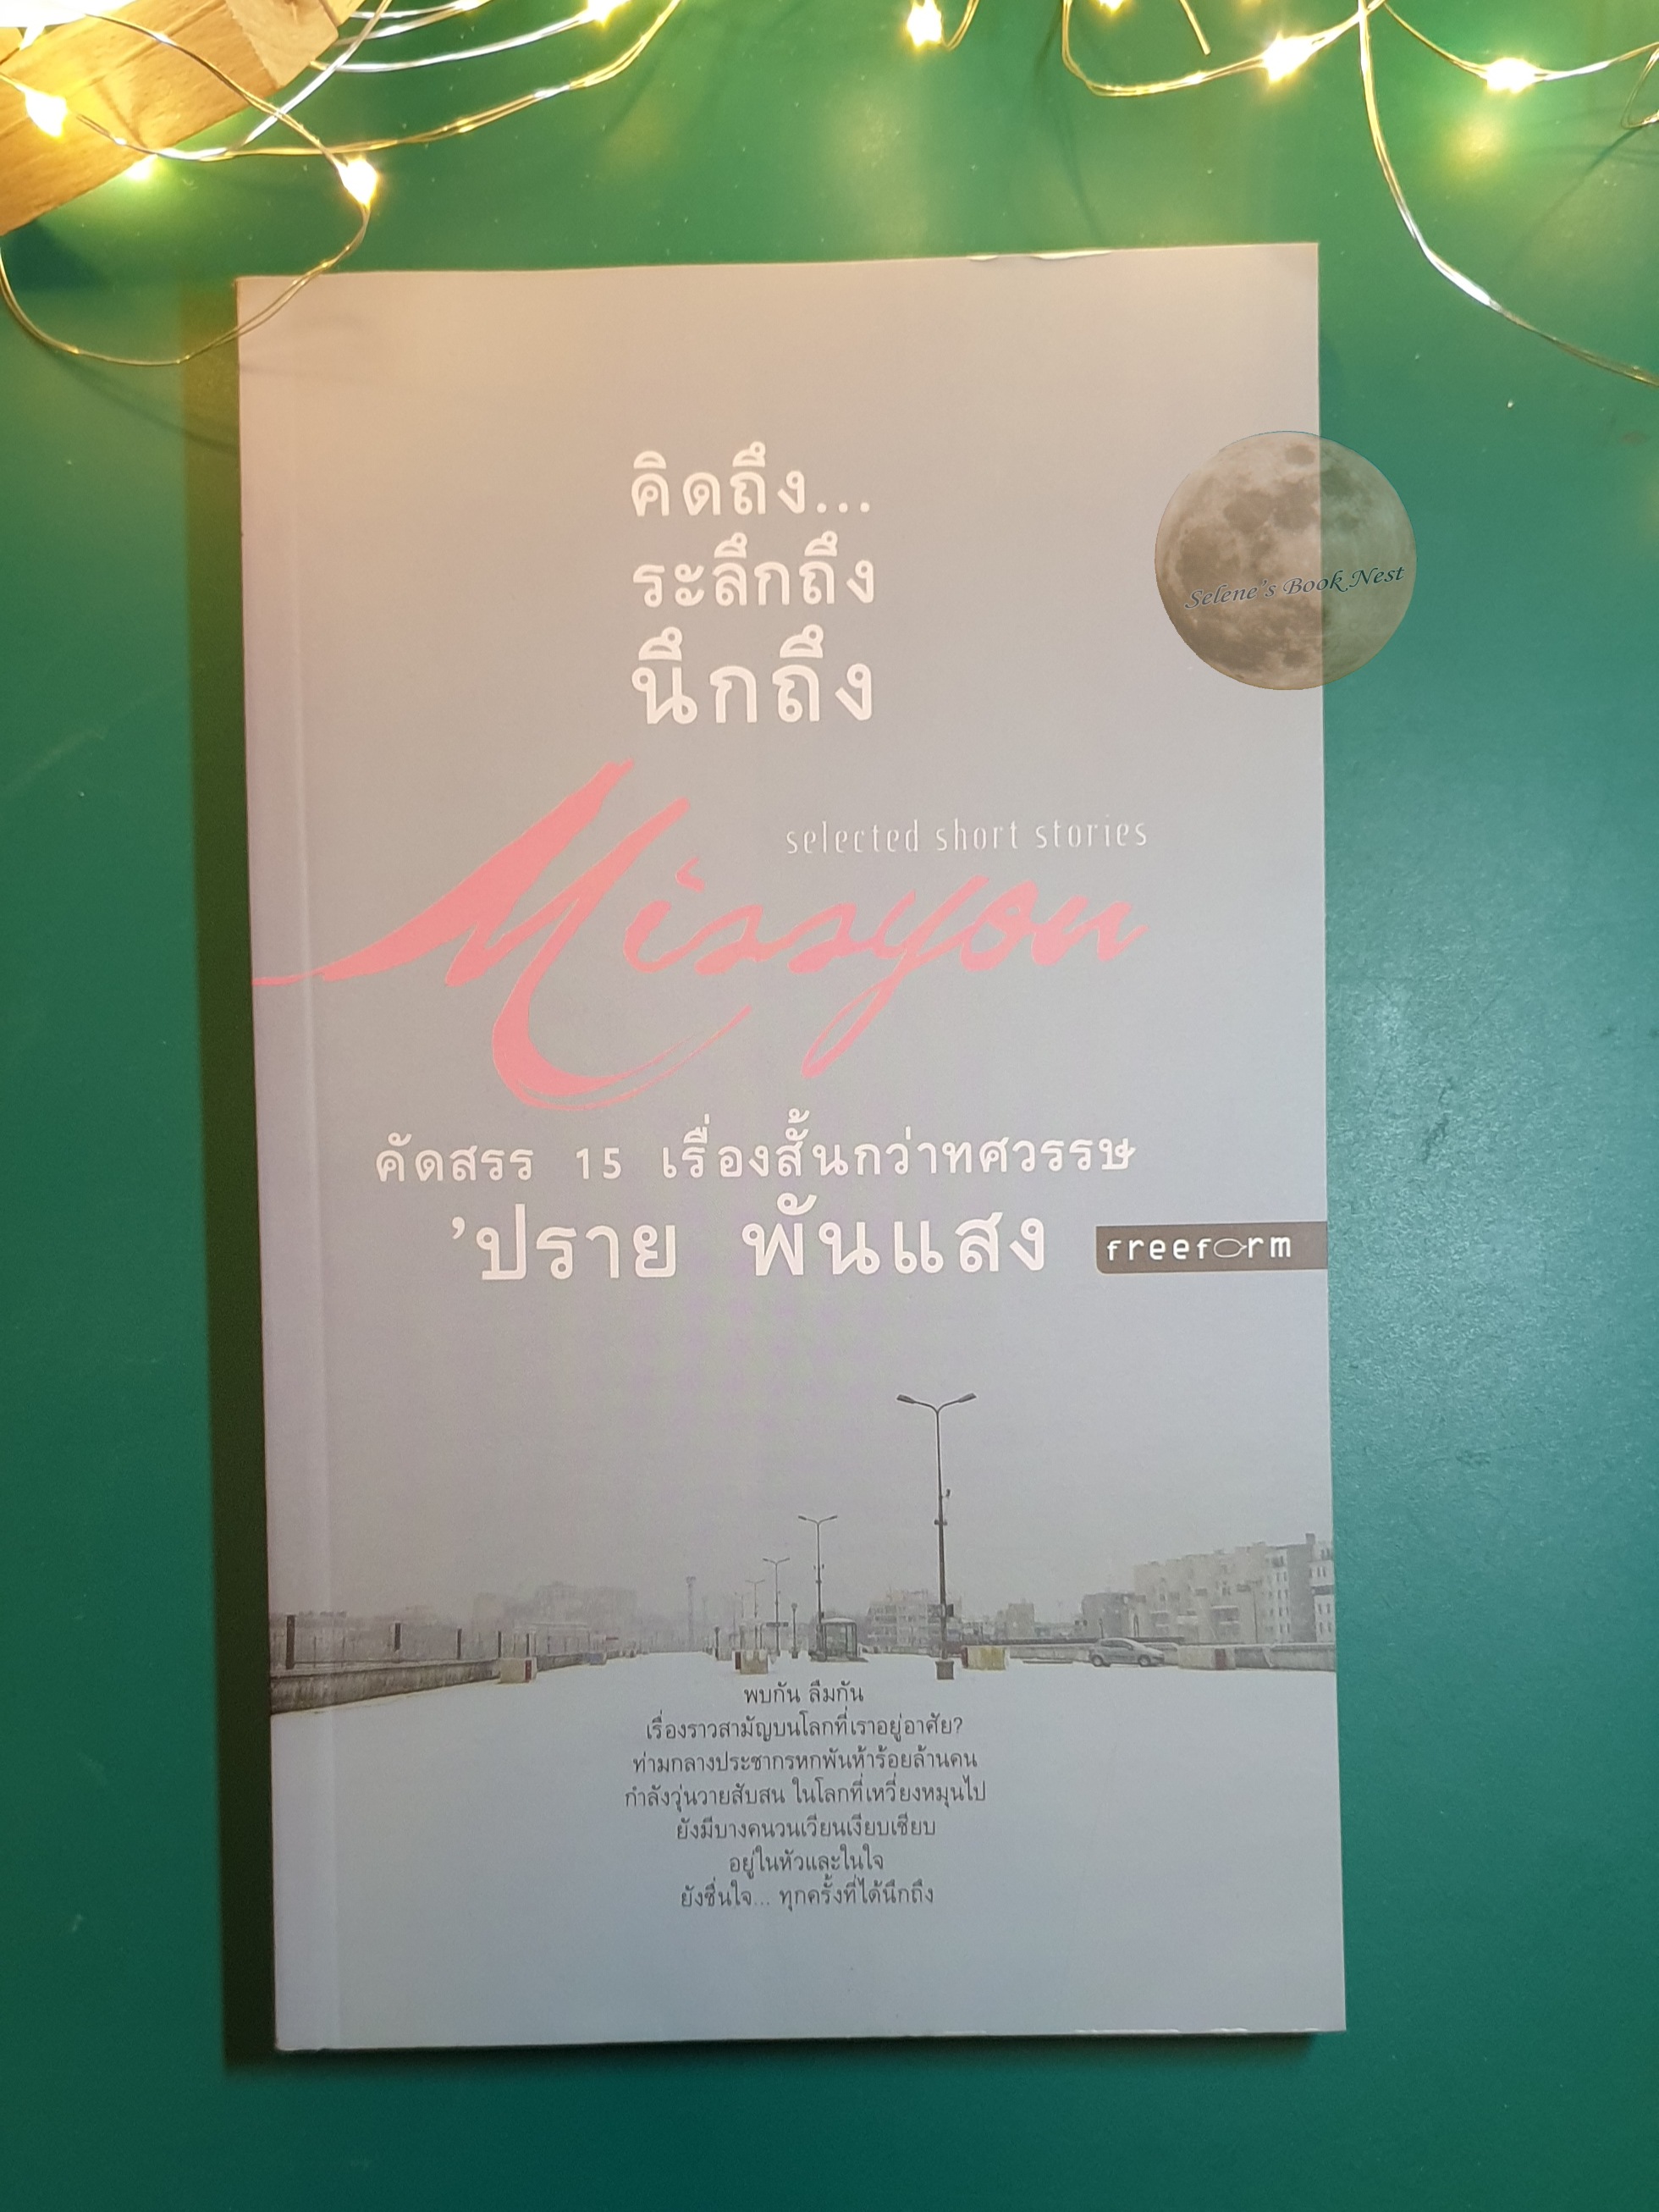 คิดถึง...
ระลึกถึง
นึกถึง
Selene's Book Nest
selected short stories
Missyou
คัดสรร 15 เรื่องสั้นกว่าทศวรรษ
'ปราย พันแสง
freeform
พบกัน ลืมกัน
เรื่องราวสามัญบนโลกที่เราอยู่อาศัย?
ท่ามกลางประชากรหกพันห้าร้อยล้านคน
กำลังวุ่นวายสับสน ในโลกที่เหวี่ยงหมุนไป
ยังมีบางคนวนเวียนเงียบเชียบ
อยู่ในหัวและในใจ
ยังชื่นใจ... ทุกครั้งที่ได้นึกถึง